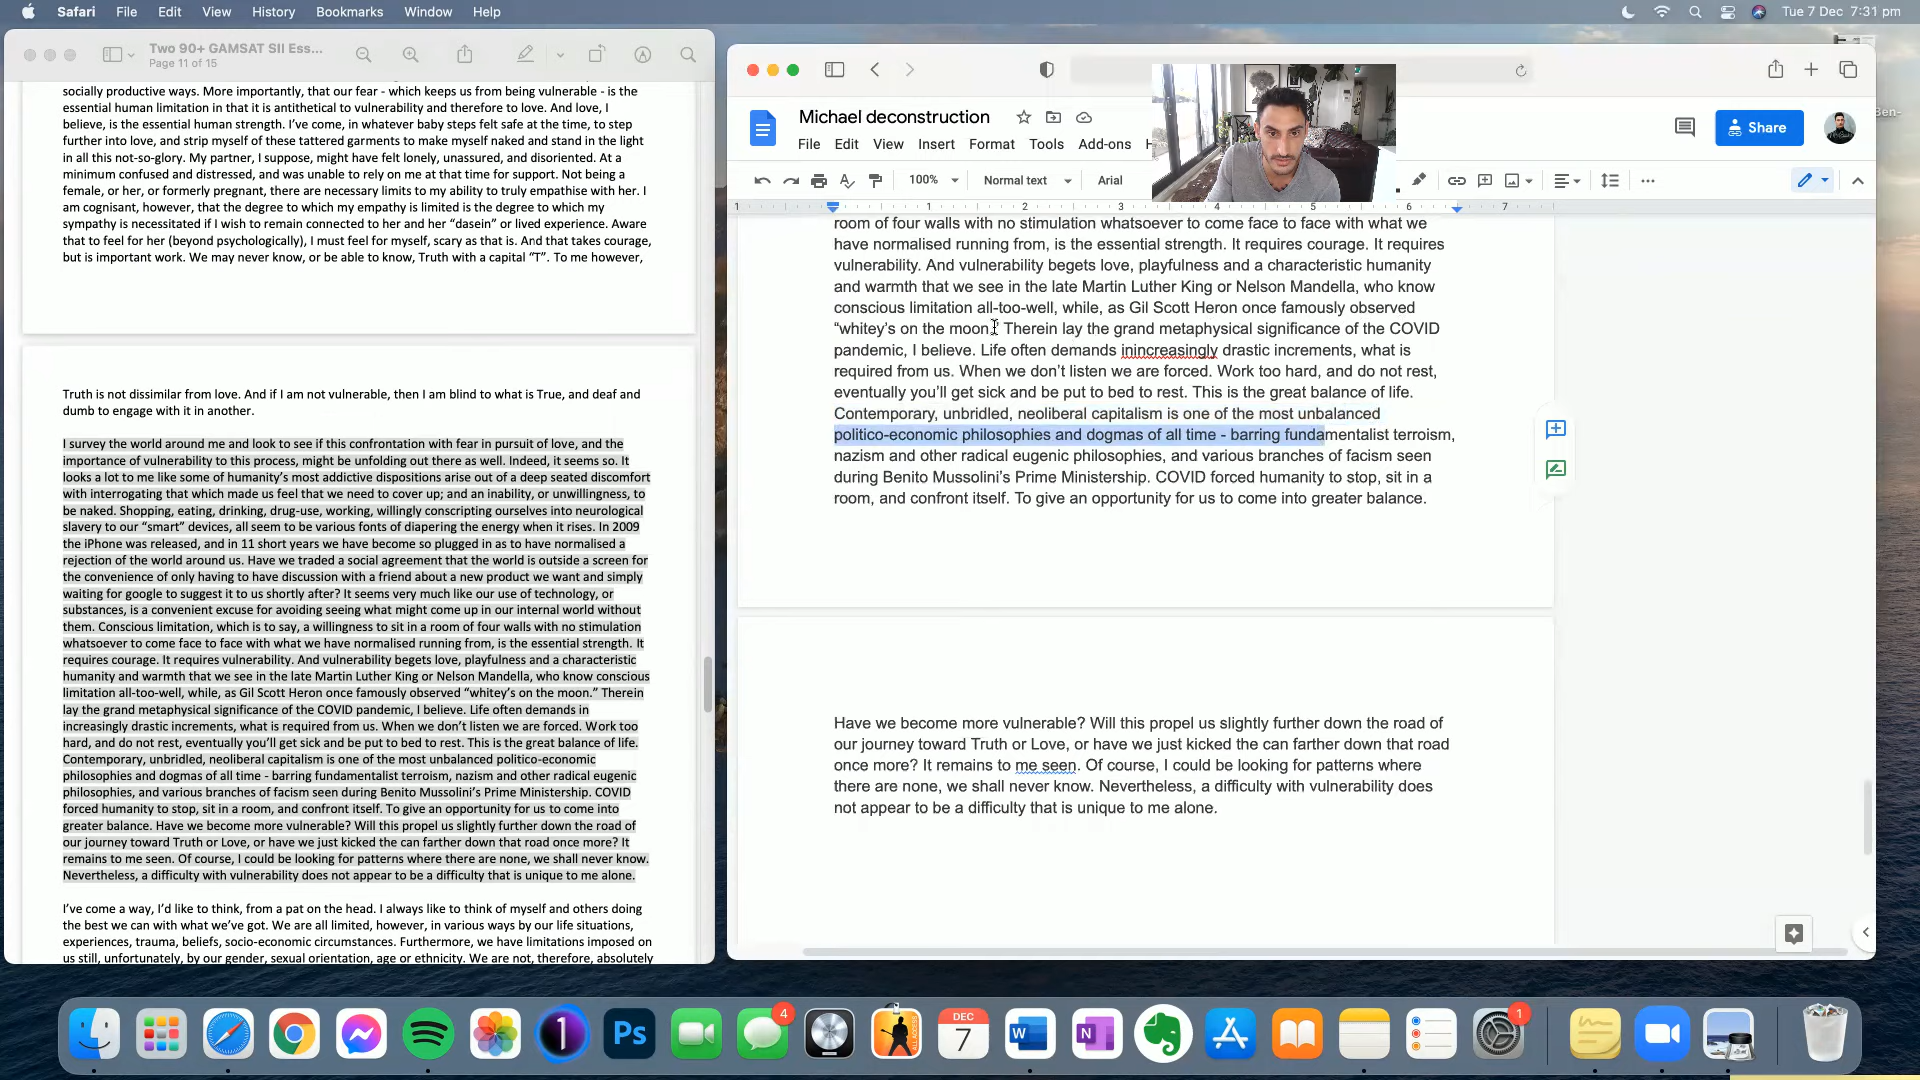 Safari File Edit View History Bookmarks Window Help
Tue 7 Dec 7:31 pm
Two 90+ GAMSAT SII Ess...
Page 11 of 15
socially productive ways. More importantly, that our fear - which keeps us from being vulnerable - is the
essential human limitation in that it is antithetical to vulnerability and therefore to love. And love, I
believe, is the essential human strength. I've come, in whatever baby steps felt safe at the time, to step
further into love, and strip myself of these tattered garments to make myself naked and stand in the light
in all this not-so-glory. My partner, I suppose, might have felt lonely, unassured, and disoriented. At a
minimum confused and distressed, and was unable to rely on me at that time for support. Not being a
female, or her, or formerly pregnant, there are necessary limits to my ability to truly empathise with her. I
am cognisant, however, that the degree to which my empathy is limited is the degree to which my
sympathy is necessitated if I wish to remain connected to her and her “dasein” or lived experience. Aware
that to feel for her (beyond psychologically), I must feel for myself, scary as that is. And that takes courage,
but is important work. We may never know, or be able to know, Truth with a capital “T”. To me however,
Truth is not dissimilar from love. And if I am not vulnerable, then I am blind to what is True, and deaf and
dumb to engage with it in another.
I survey the world around me and look to see if this confrontation with fear in pursuit of love, and the
importance of vulnerability to this process, might be unfolding out there as well. Indeed, it seems so. It
looks a lot to me like some of humanity's most addictive dispositions arise out of a deep seated discomfort
with interrogating that which made us feel that we need to cover up; and an inability, or unwillingness, to
be naked. Shopping, eating, drinking, drug-use, working, willingly conscripting ourselves into neurological
slavery to our “smart” devices, all seem to be various fonts of diapering the energy when it rises. In 2009
the iPhone was released, and in 11 short years we have become so plugged in as to have normalised a
rejection of the world around us. Have we traded a social agreement that the world is outside a screen for
the convenience of only having to have discussion with a friend about a new product we want and simply
waiting for google to suggest it to us shortly after? It seems very much like our use of technology, or
substances, is a convenient excuse for avoiding seeing what might come up in our internal world without
them. Conscious limitation, which is to say, a willingness to sit in a room of four walls with no stimulation
whatsoever to come face to face with what we have normalised running from, is the essential strength. It
requires courage. It requires vulnerability. And vulnerability begets love, playfulness and a characteristic
humanity and warmth that we see in the late Martin Luther King or Nelson Mandella, who know conscious
limitation all-too-well, while, as Gil Scott Heron once famously observed “whitey's on the moon.” Therein
lay the grand metaphysical significance of the COVID pandemic, I believe. Life often demands in
increasingly drastic increments, what is required from us. When we don't listen we are forced. Work too
hard, and do not rest, eventually you'll get sick and be put to bed to rest. This is the great balance of life.
Contemporary, unbridled, neoliberal capitalism is one of the most unbalanced politico-economic
philosophies and dogmas of all time - barring fundamentalist terroism, nazism and other radical eugenic
philosophies, and various branches of facism seen during Benito Mussolini's Prime Ministership. COVID
forced humanity to stop, sit in a room, and confront itself. To give an opportunity for us to come into
greater balance. Have we become more vulnerable? Will this propel us slightly further down the road of
our journey toward Truth or Love, or have we just kicked the can farther down that road once more? It
remains to me seen. Of course, I could be looking for patterns where there are none, we shall never know.
Nevertheless, a difficulty with vulnerability does not appear to be a difficulty that is unique to me alone.
I've come a way, I'd like to think, from a pat on the head. I always like to think of myself and others doing
the best we can with what we've got. We are all limited, however, in various ways by our life situations,
experiences, trauma, beliefs, socio-economic circumstances. Furthermore, we have limitations imposed on
us still, unfortunately, by our gender, sexual orientation, age or ethnicity. We are not, therefore, absolutely
Michael deconstruction
File Edit View Insert Format Tools Add-ons H
Share
100% Normal text Arial
1 1 2 3 4 5 6 7
room of four walls with no stimulation whatsoever to come face to face with what we
have normalised running from, is the essential strength. It requires courage. It requires
vulnerability. And vulnerability begets love, playfulness and a characteristic humanity
and warmth that we see in the late Martin Luther King or Nelson Mandella, who know
conscious limitation all-too-well, while, as Gil Scott Heron once famously observed
“whitey's on the moon.” Therein lay the grand metaphysical significance of the COVID
pandemic, I believe. Life often demands inincreasingly drastic increments, what is
required from us. When we don't listen we are forced. Work too hard, and do not rest,
eventually you'll get sick and be put to bed to rest. This is the great balance of life.
Contemporary, unbridled, neoliberal capitalism is one of the most unbalanced
politico-economic philosophies and dogmas of all time - barring fundamentalist terroism,
nazism and other radical eugenic philosophies, and various branches of facism seen
during Benito Mussolini's Prime Ministership. COVID forced humanity to stop, sit in a
room, and confront itself. To give an opportunity for us to come into greater balance.
Have we become more vulnerable? Will this propel us slightly further down the road of
our journey toward Truth or Love, or have we just kicked the can farther down that road
once more? It remains to me seen. Of course, I could be looking for patterns where
there are none, we shall never know. Nevertheless, a difficulty with vulnerability does
not appear to be a difficulty that is unique to me alone.
Ben-
4
DEC
7
1
1
Ps
W
N